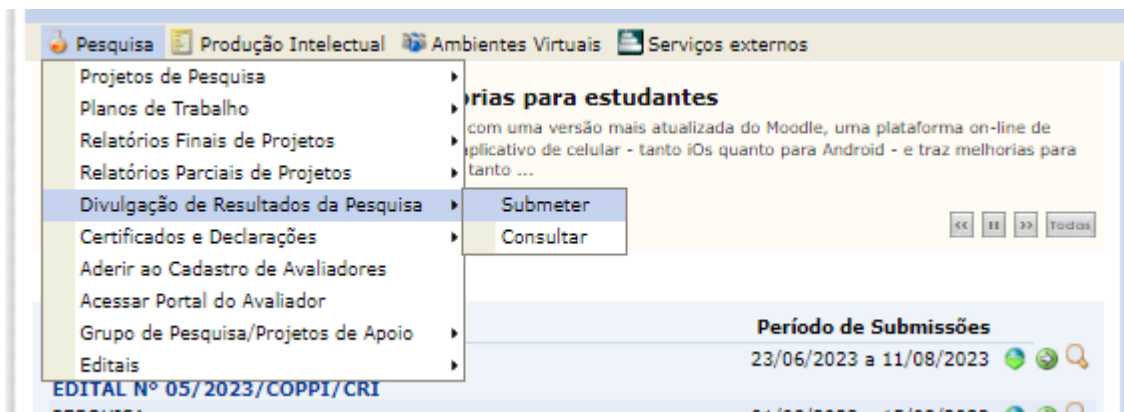 Pesquisa Produção Intelectual Ambientes Virtuais Serviços externos
Projetos de Pesquisa
Planos de Trabalho
Relatórios Finais de Projetos
Relatórios Parciais de Projetos
Divulgação de Resultados da Pesquisa
Certificados e Declarações
Aderir ao Cadastro de Avaliadores
Acessar Portal do Avaliador
Grupo de Pesquisa/Projetos de Apoio
Editais
Submeter
Consultar
para estudantes
com uma versão mais atualizada do Moodle, uma plataforma on-line de
de celular - tanto iOs quanto para Android - e traz melhorias para
tanto ...
<< II >> Todas
Período de Submissões
23/06/2023 a 11/08/2023
EDITAL Nº 05/2023/COPPI/CRI